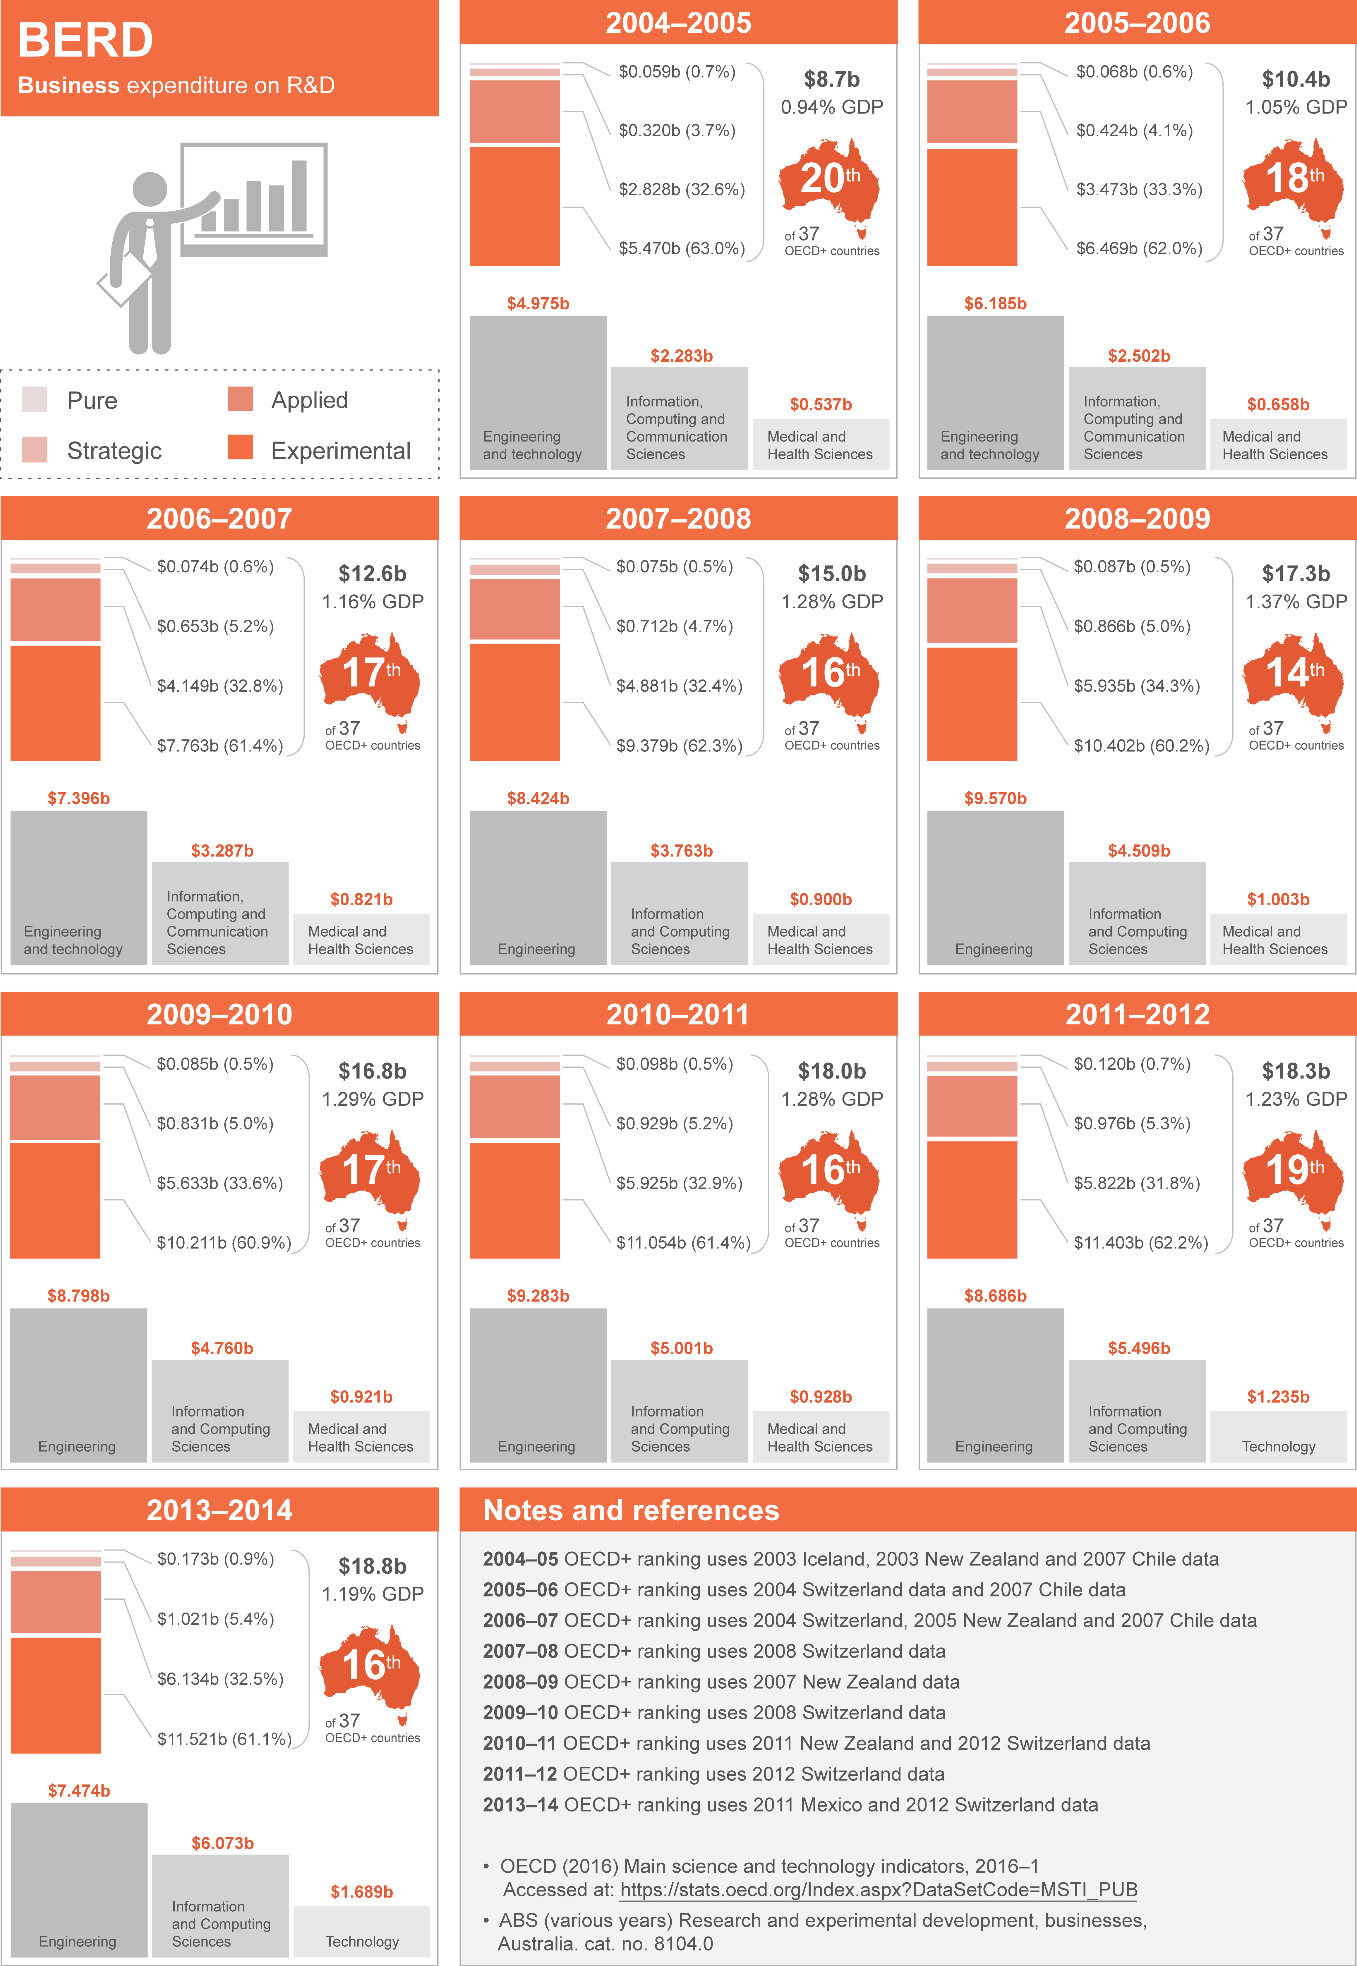 BERD
Business expenditure on R&D
Pure
Applied
Strategic
Experimental
2004–2005
$0.059b (0.7%)
$0.320b (3.7%)
$2.828b (32.6%)
$5.470b (63.0%)
$8.7b
0.94% GDP
20th
of 37
OECD+ countries
$4.975b
Engineering
and technology
$2.283b
Information,
Computing and
Communication
Sciences
$0.537b
Medical and
Health Sciences
2005–2006
$0.068b (0.6%)
$0.424b (4.1%)
$3.473b (33.3%)
$6.469b (62.0%)
$10.4b
1.05% GDP
18th
of 37
OECD+ countries
$6.185b
Engineering
and technology
$2.502b
Information,
Computing and
Communication
Sciences
$0.658b
Medical and
Health Sciences
2006–2007
$0.074b (0.6%)
$0.653b (5.2%)
$4.149b (32.8%)
$7.763b (61.4%)
$12.6b
1.16% GDP
17th
of 37
OECD+ countries
$7.396b
Engineering
and technology
$3.287b
Information,
Computing and
Communication
Sciences
$0.821b
Medical and
Health Sciences
2007–2008
$0.075b (0.5%)
$0.712b (4.7%)
$4.881b (32.4%)
$9.379b (62.3%)
$15.0b
1.28% GDP
16th
of 37
OECD+ countries
$8.424b
Engineering
$3.763b
Information
and Computing
Sciences
$0.900b
Medical and
Health Sciences
2008–2009
$0.087b (0.5%)
$0.866b (5.0%)
$5.935b (34.3%)
$10.402b (60.2%)
$17.3b
1.37% GDP
14th
of 37
OECD+ countries
$9.570b
Engineering
$4.509b
Information
and Computing
Sciences
$1.003b
Medical and
Health Sciences
2009–2010
$0.085b (0.5%)
$0.831b (5.0%)
$5.633b (33.6%)
$10.211b (60.9%)
$16.8b
1.29% GDP
17th
of 37
OECD+ countries
$8.798b
Engineering
$4.760b
Information
and Computing
Sciences
$0.921b
Medical and
Health Sciences
2010–2011
$0.098b (0.5%)
$0.929b (5.2%)
$5.925b (32.9%)
$11.054b (61.4%)
$18.0b
1.28% GDP
16th
of 37
OECD+ countries
$9.283b
Engineering
$5.001b
Information
and Computing
Sciences
$0.928b
Medical and
Health Sciences
2011–2012
$0.120b (0.7%)
$0.976b (5.3%)
$5.822b (31.8%)
$11.403b (62.2%)
$18.3b
1.23% GDP
19th
of 37
OECD+ countries
$8.686b
Engineering
$5.496b
Information
and Computing
Sciences
$1.235b
Technology
2013–2014
$0.173b (0.9%)
$1.021b (5.4%)
$6.134b (32.5%)
$11.521b (61.1%)
$18.8b
1.19% GDP
16th
of 37
OECD+ countries
$7.474b
Engineering
$6.073b
Information
and Computing
Sciences
$1.689b
Technology
Notes and references
2004–05 OECD+ ranking uses 2003 Iceland, 2003 New Zealand and 2007 Chile data
2005–06 OECD+ ranking uses 2004 Switzerland data and 2007 Chile data
2006–07 OECD+ ranking uses 2004 Switzerland, 2005 New Zealand and 2007 Chile data
2007–08 OECD+ ranking uses 2008 Switzerland data
2008–09 OECD+ ranking uses 2007 New Zealand data
2009–10 OECD+ ranking uses 2008 Switzerland data
2010–11 OECD+ ranking uses 2011 New Zealand and 2012 Switzerland data
2011–12 OECD+ ranking uses 2012 Switzerland data
2013–14 OECD+ ranking uses 2011 Mexico and 2012 Switzerland data
• OECD (2016) Main science and technology indicators, 2016–1
Accessed at: https://stats.oecd.org/Index.aspx?DataSetCode=MSTI_PUB
• ABS (various years) Research and experimental development, businesses,
Australia. cat. no. 8104.0